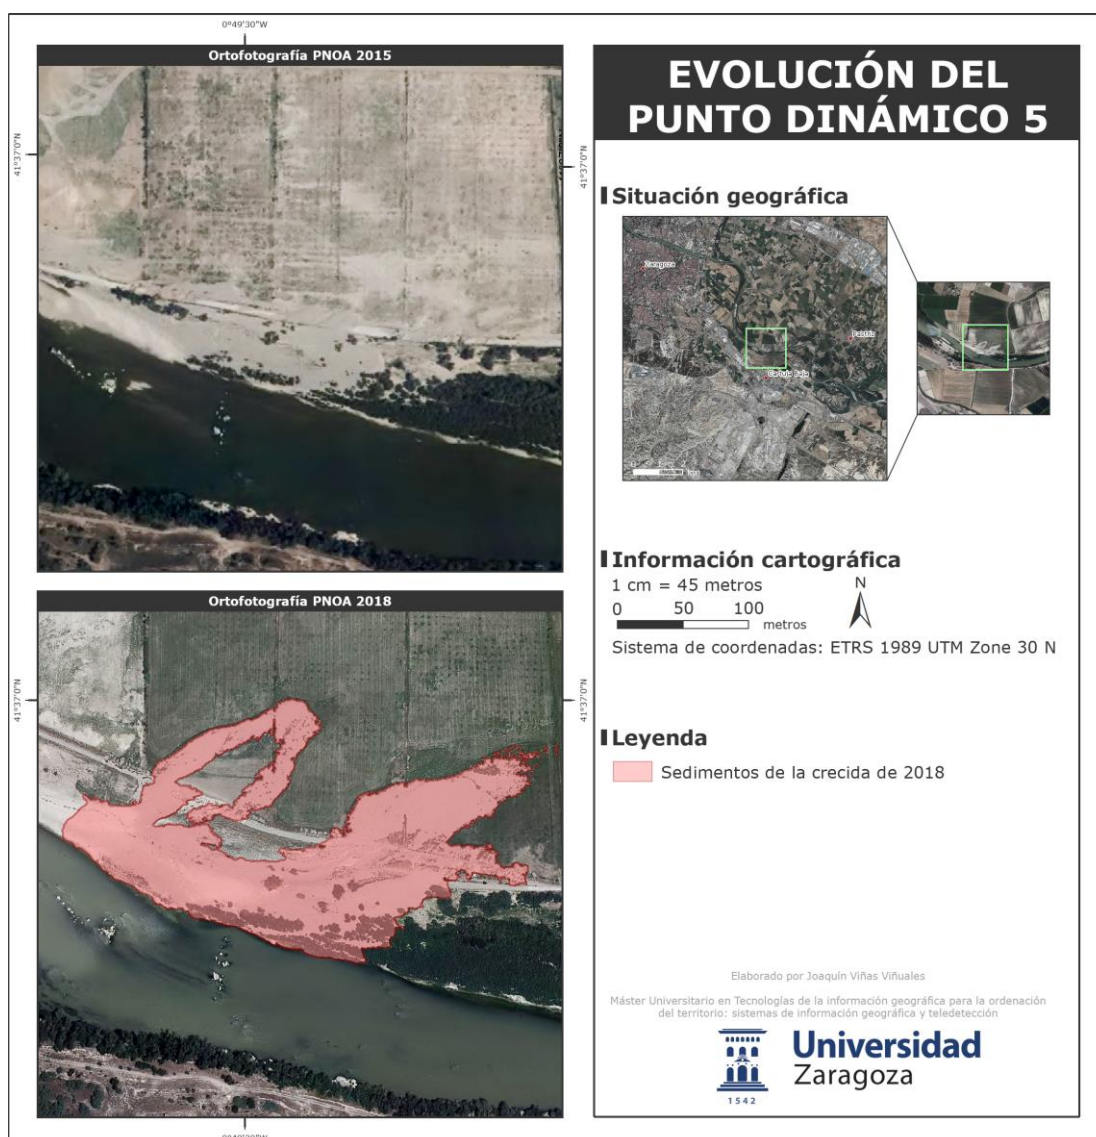 0°49'30"W
Ortofotografía PNOA 2015
41°37'0"N
41°37'0"N
Ortofotografía PNOA 2018
41°37'0"N
41°37'0"N
EVOLUCIÓN DEL
PUNTO DINÁMICO 5
Situación geográfica
Zaragoza
Cartuja Baja
Información cartográfica
1 cm = 45 metros
N
0 50 100
metros
Sistema de coordenadas: ETRS 1989 UTM Zone 30 N
Leyenda
Sedimentos de la crecida de 2018
Elaborado por Joaquín Viñas Viñuales
Máster Universitario en Tecnologías de la información geográfica para la ordenación
del territorio: sistemas de información geográfica y teledetección
Universidad
Zaragoza
1542